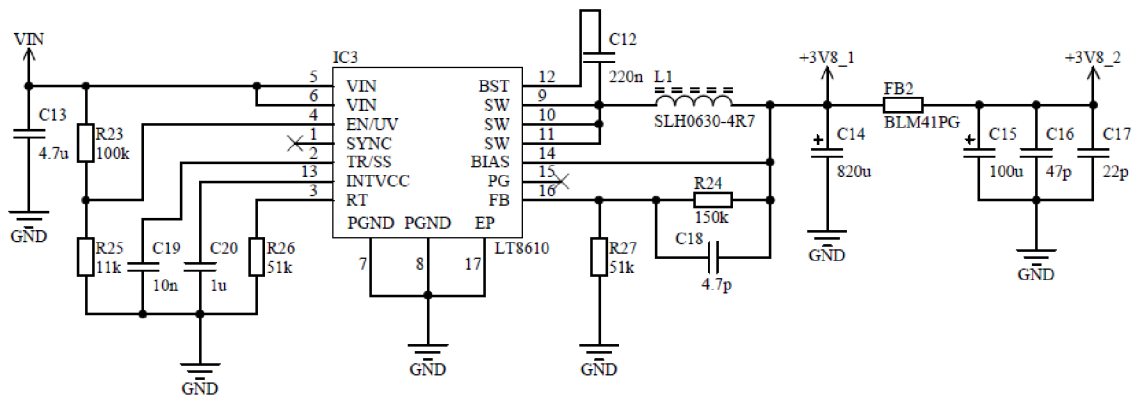 VIN
IC3
C12
220n
L1
SLH0630-4R7
+3V8_1
FB2
BLM41PG
+3V8_2
C13
4.7u
R23
100k
5 VIN
6 VIN
4 EN/UV
1 SYNC
2 TR/SS
13 INTVCC
3 RT
BST 12
SW 9
SW 10
SW 11
BIAS 14
PG 15
FB 16
PGND PGND EP
7 8 17
LT8610
C14
820u
C15
100u
C16
47p
C17
22p
R24
150k
C18
4.7p
R25
11k
C19
10n
C20
1u
R26
51k
R27
51k
GND
GND
GND
GND
GND
GND